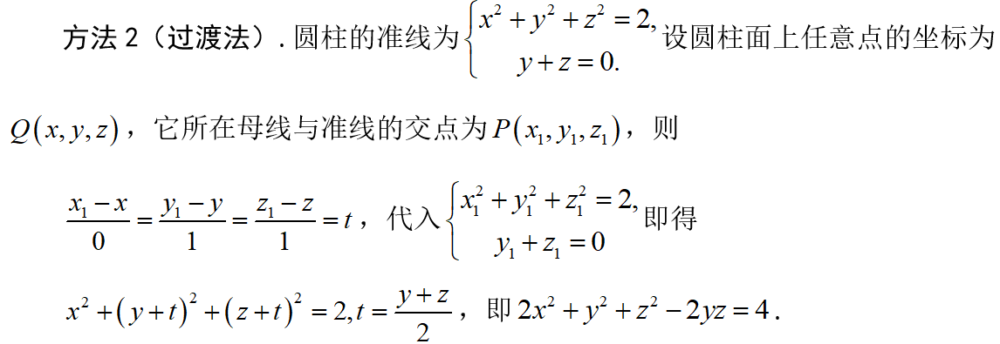 方法 2（过渡法）. 圆柱的准线为 $\begin{cases} x^2+y^2+z^2=2, \\ y+z=0. \end{cases}$ 设圆柱面上任意点的坐标为
$Q(x,y,z)$，它所在母线与准线的交点为 $P(x_1,y_1,z_1)$，则
$\frac{x_1-x}{0}=\frac{y_1-y}{1}=\frac{z_1-z}{1}=t$，代入 $\begin{cases} x_1^2+y_1^2+z_1^2=2, \\ y_1+z_1=0 \end{cases}$ 即得
$x^2+(y+t)^2+(z+t)^2=2, t=\frac{y+z}{2}$，即 $2x^2+y^2+z^2-2yz=4$.